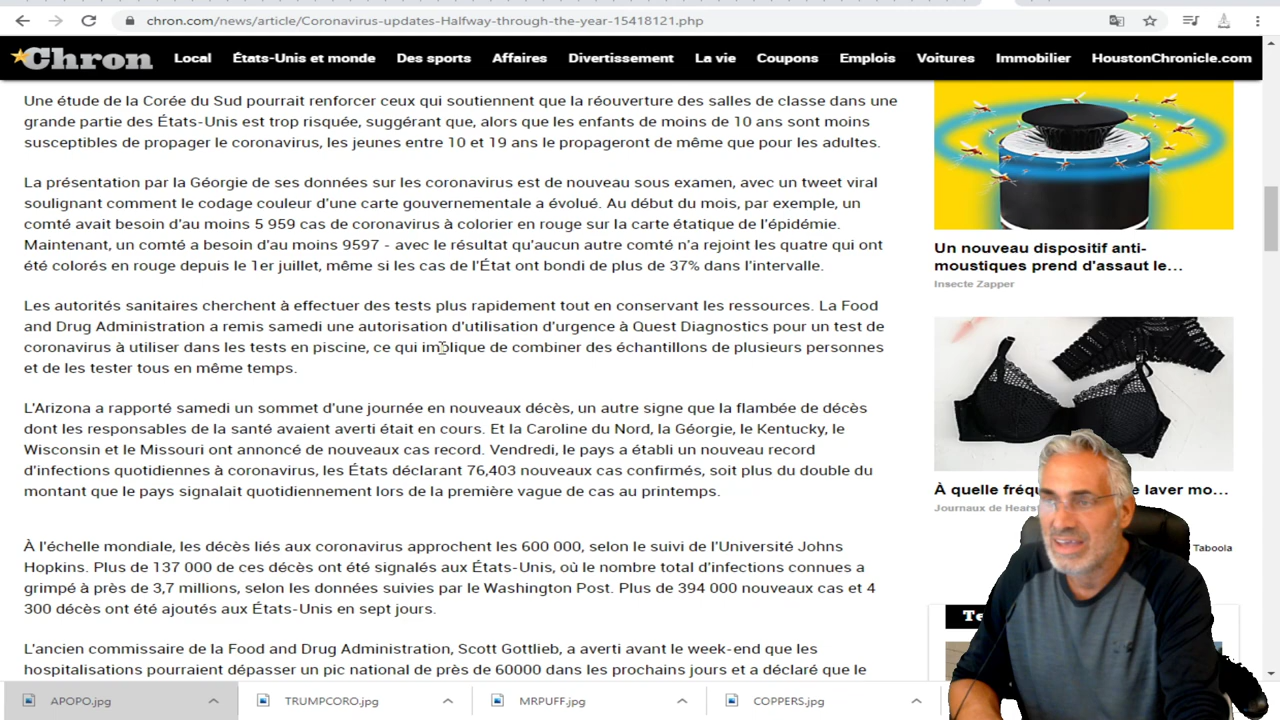 chron.com/news/article/Coronavirus-updates-Halfway-through-the-year-15418121.php
Chron Local États-Unis et monde Des sports Affaires Divertissement La vie Coupons Emplois Voitures Immobilier HoustonChronicle.com
Une étude de la Corée du Sud pourrait renforcer ceux qui soutiennent que la réouverture des salles de classe dans une
grande partie des États-Unis est trop risquée, suggérant que, alors que les enfants de moins de 10 ans sont moins
susceptibles de propager le coronavirus, les jeunes entre 10 et 19 ans le propageront de même que pour les adultes.
La présentation par la Géorgie de ses données sur les coronavirus est de nouveau sous examen, avec un tweet viral
soulignant comment le codage couleur d'une carte gouvernementale a évolué. Au début du mois, par exemple, un
comté avait besoin d'au moins 5 959 cas de coronavirus à colorier en rouge sur la carte étatique de l'épidémie.
Maintenant, un comté a besoin d'au moins 9597 - avec le résultat qu'aucun autre comté n'a rejoint les quatre qui ont
été colorés en rouge depuis le 1er juillet, même si les cas de l'État ont bondi de plus de 37% dans l'intervalle.
Les autorités sanitaires cherchent à effectuer des tests plus rapidement tout en conservant les ressources. La Food
and Drug Administration a remis samedi une autorisation d'utilisation d'urgence à Quest Diagnostics pour un test de
coronavirus à utiliser dans les tests en piscine, ce qui implique de combiner des échantillons de plusieurs personnes
et de les tester tous en même temps.
L'Arizona a rapporté samedi un sommet d'une journée en nouveaux décès, un autre signe que la flambée de décès
dont les responsables de la santé avaient averti était en cours. Et la Caroline du Nord, la Géorgie, le Kentucky, le
Wisconsin et le Missouri ont annoncé de nouveaux cas record. Vendredi, le pays a établi un nouveau record
d'infections quotidiennes à coronavirus, les États déclarant 76,403 nouveaux cas confirmés, soit plus du double du
montant que le pays signalait quotidiennement lors de la première vague de cas au printemps.
À l'échelle mondiale, les décès liés aux coronavirus approchent les 600 000, selon le suivi de l'Université Johns
Hopkins. Plus de 137 000 de ces décès ont été signalés aux États-Unis, où le nombre total d'infections connues a
grimpé à près de 3,7 millions, selon les données suivies par le Washington Post. Plus de 394 000 nouveaux cas et 4
300 décès ont été ajoutés aux États-Unis en sept jours.
L'ancien commissaire de la Food and Drug Administration, Scott Gottlieb, a averti avant le week-end que les
hospitalisations pourraient dépasser un pic national de près de 60000 dans les prochains jours et a déclaré que le
Un nouveau dispositif anti-
moustiques prend d'assaut le...
Insecte Zapper
À quelle laver mo...
Journaux de
Taboola
APOPO.jpg TRUMPCORO.jpg MRPUFF.jpg COPPERS.jpg